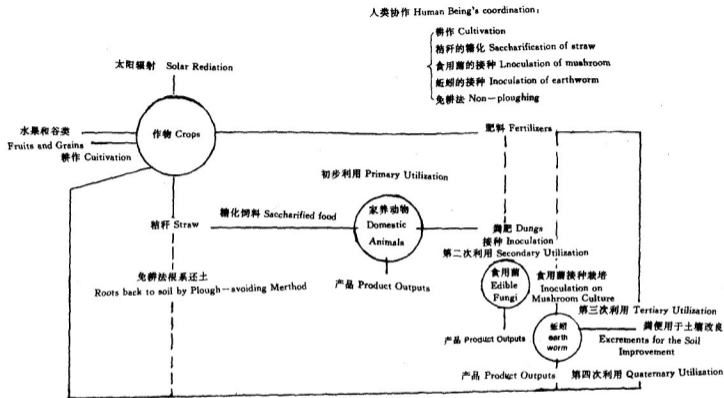 人类协作 Human Being's coordination:
耕作 Cultivation
秸秆的糖化 Saccharification of straw
食用菌的接种 Lnoculation of mushroom
蚯蚓的接种 Inoculation of earthworm
免耕法 Non—ploughing
太阳辐射 Solar Rediation
水果和谷类
Fruits and Grains
耕作 Cuitivation
作物 Crops
肥料 Fertilizers
初步利用 Primary Utilization
秸秆 Straw
糖化饲料 Saccharified food
家养动物
Domestic
Animals
产品 Product Outputs
粪肥 Dungs
接种 Inoculation
第二次利用 Secondary Utilization
免耕法根系还土
Roots back to soil by Plough—avoiding Merthod
食用菌
Edible
Fungi
食用菌接种栽培
Inoculation on
Mushroom Culture
第三次利用 Tertiary Utilization
产品 Product Outputs
蚯蚓
earth
worm
粪便用于土壤改良
Excrements for the Soil
Improvement
产品 Product Outputs
第四次利用 Quaternary Utilization